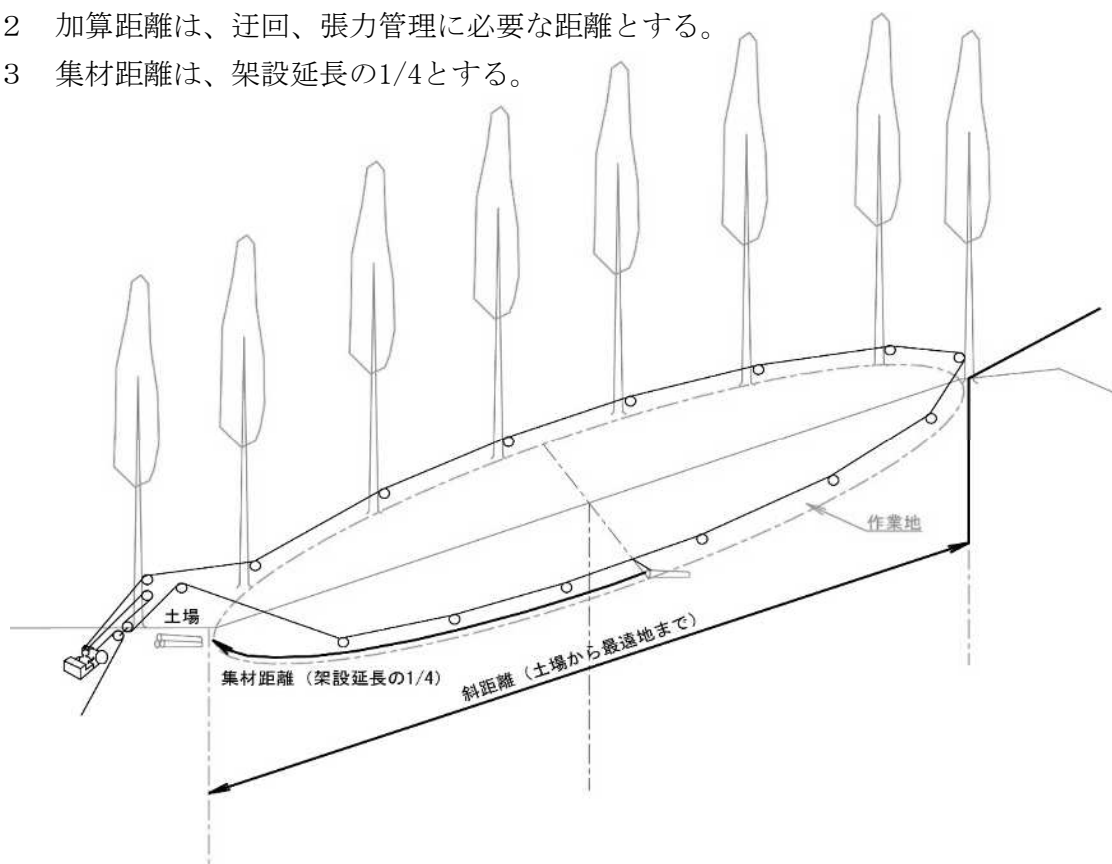 2　加算距離は、迂回、張力管理に必要な距離とする。
3　集材距離は、架設延長の1/4とする。
作業地
土場
集材距離（架設延長の1/4）
斜距離（土場から最遠地まで）